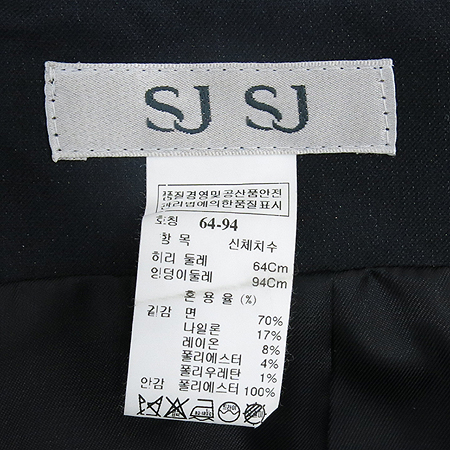 SJ SJ
품질경영및공산품안전
관리법에의한품질표시
호칭 64-94
항 목 신체치수
허리 둘레 64Cm
엉덩이둘레 94Cm
혼 용 율 (%)
겉감 면 70%
나일론 17%
레이온 8%
폴리에스터 4%
폴리우레탄 1%
안감 폴리에스터 100%